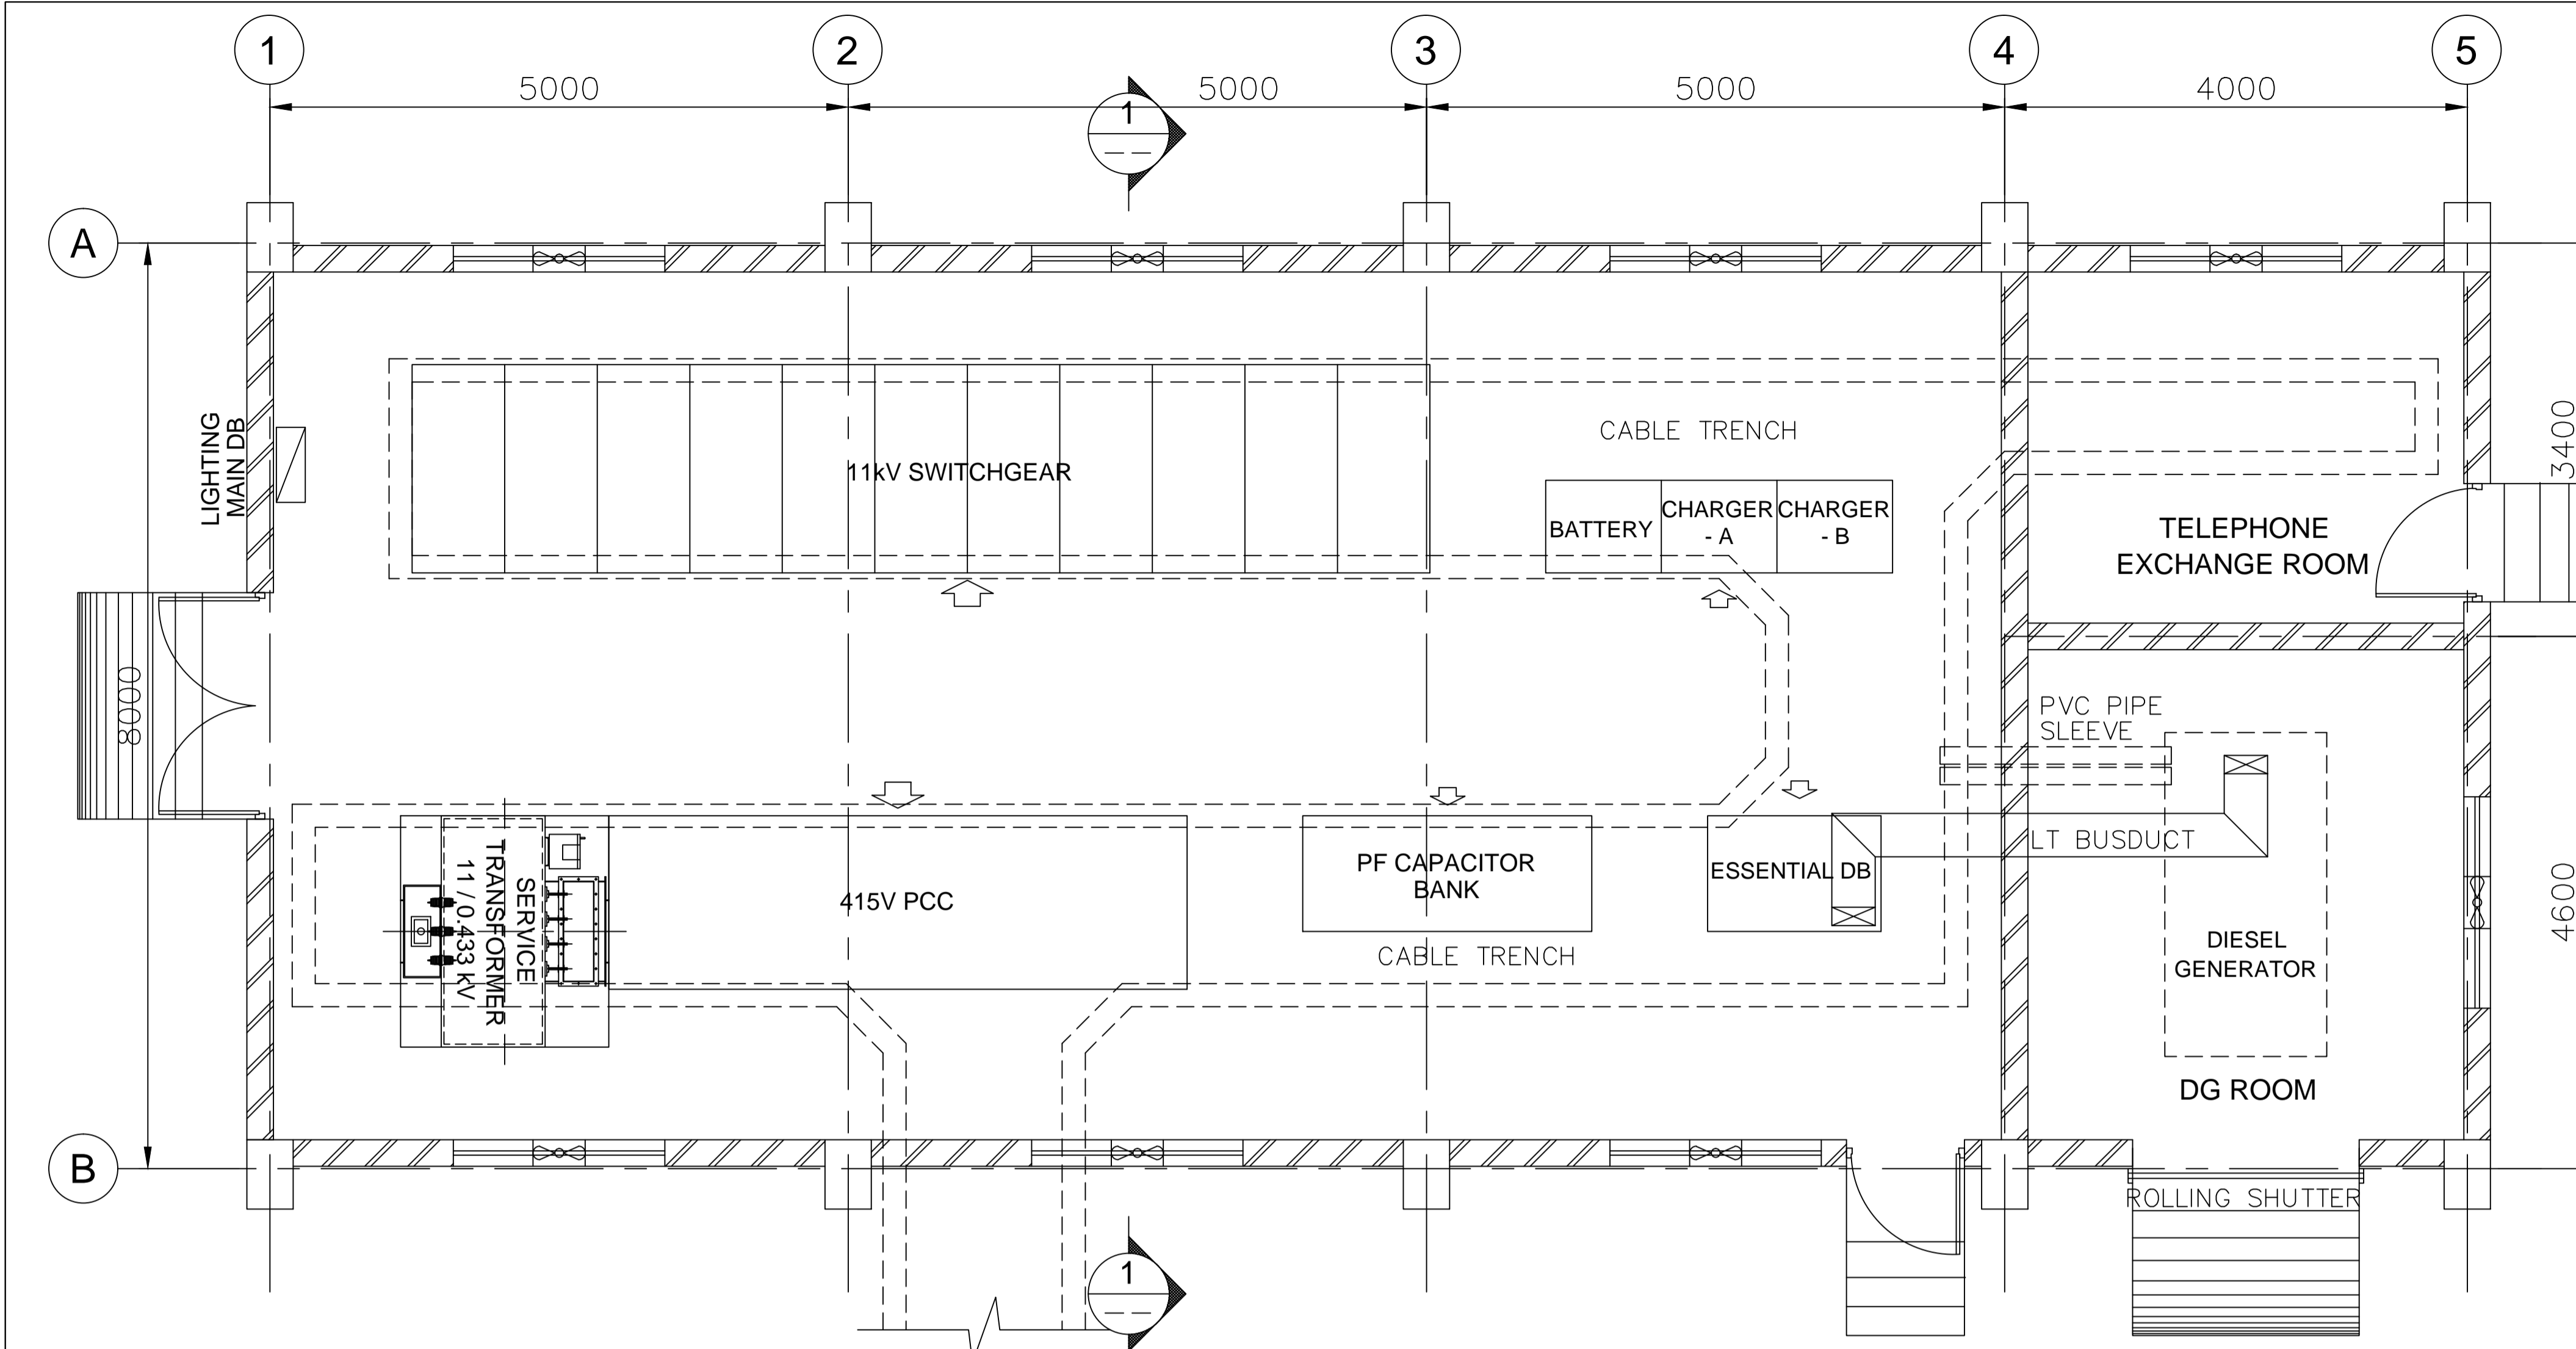 1
2
3
4
5
5000
5000
5000
4000
1
A
LIGHTING
MAIN DB
11kV SWITCHGEAR
CABLE TRENCH
BATTERY
CHARGER
- A
CHARGER
- B
TELEPHONE
EXCHANGE ROOM
3400
8000
PVC PIPE
SLEEVE
LT BUSDUCT
SERVICE
TRANSFORMER
11 / 0.433 kV
415V PCC
PF CAPACITOR
BANK
ESSENTIAL DB
CABLE TRENCH
DIESEL
GENERATOR
4600
DG ROOM
B
ROLLING SHUTTER
1